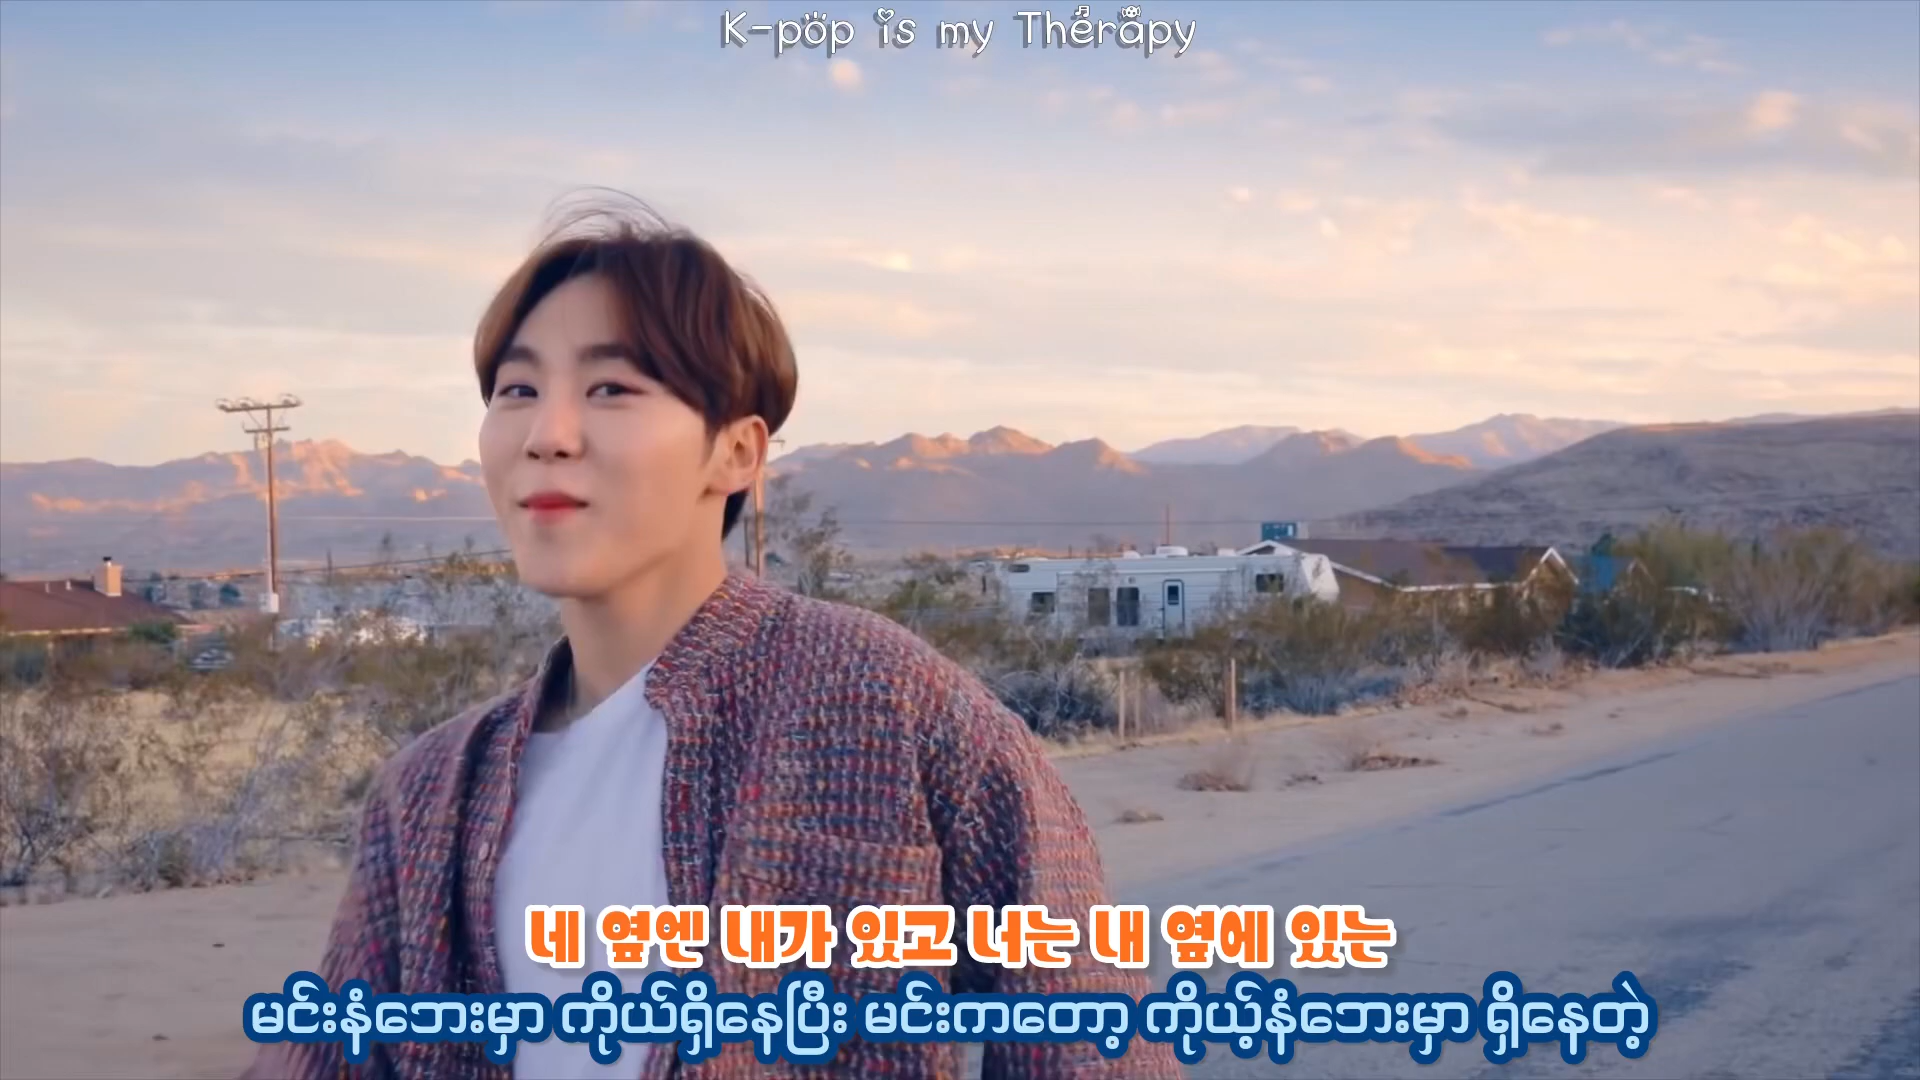 K-pop is my Therapy
네 옆엔 내가 있고 너는 내 옆에 있는
မင်းနံဘေးမှာ ကိုယ်ရှိနေပြီး မင်းကတော့ ကိုယ့်နံဘေးမှာ ရှိနေတဲ့